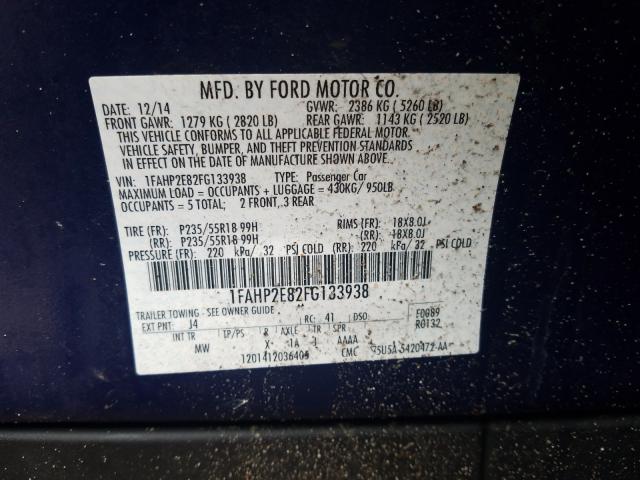 MFD. BY FORD MOTOR CO.
DATE: 12/14 GVWR: 2386 KG ( 5260 LB)
FRONT GAWR: 1279 KG ( 2820 LB) REAR GAWR: 1143 KG ( 2520 LB)
THIS VEHICLE CONFORMS TO ALL APPLICABLE FEDERAL MOTOR
VEHICLE SAFETY, BUMPER, AND THEFT PREVENTION STANDARDS
IN EFFECT ON THE DATE OF MANUFACTURE SHOWN ABOVE.
VIN: 1FAHP2E82FG133938 TYPE: Passenger Car
MAXIMUM LOAD = OCCUPANTS + LUGGAGE = 430KG/ 950LB
OCCUPANTS = 5 TOTAL: 2 FRONT, 3 REAR
TIRE (FR): P235/55R18 99H RIMS (FR): 18X8.0J
(RR): P235/55R18 99H (RR): 18X8.0J
PRESSURE (FR): 220 kPa/ 32 PSI COLD (RR): 220 kPa/ 32 PSI COLD
1FAHP2E82FG133938
TRAILER TOWING - SEE OWNER GUIDE
EXT PNT: J4 RC: 41 DSO: E0089
R0132
INT TR TP/PS R AXLE TR SPR
MW X 1A J AAAA
1201412036405 CMC